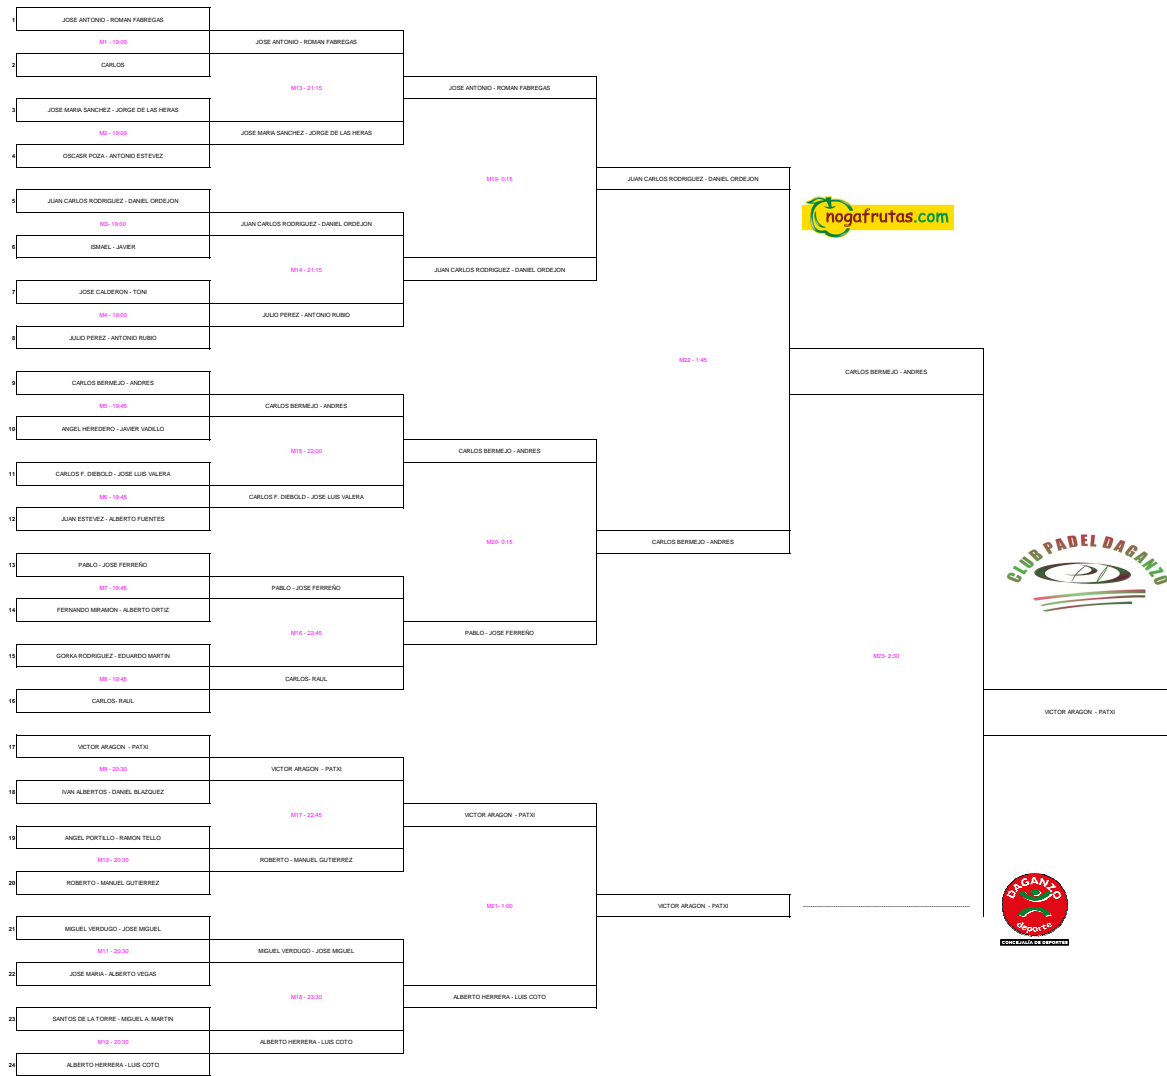 1 JOSE ANTONIO - ROMAN FABREGAS
M1 - 19:00 JOSE ANTONIO - ROMAN FABREGAS
2 CARLOS
M13 - 21:15 JOSE ANTONIO - ROMAN FABREGAS
3 JOSE MARIA SANCHEZ - JORGE DE LAS HERAS
M2 - 19:00 JOSE MARIA SANCHEZ - JORGE DE LAS HERAS
4 OSCASR POZA - ANTONIO ESTEVEZ
M19- 0:15 JUAN CARLOS RODRIGUEZ - DANIEL ORDEJON
5 JUAN CARLOS RODRIGUEZ - DANIEL ORDEJON
nogafrutas.com
M3- 19:00 JUAN CARLOS RODRIGUEZ - DANIEL ORDEJON
6 ISMAEL - JAVIER
M14 - 21:15 JUAN CARLOS RODRIGUEZ - DANIEL ORDEJON
7 JOSE CALDERON - TONI
M4 - 19:00 JULIO PEREZ - ANTONIO RUBIO
8 JULIO PEREZ - ANTONIO RUBIO
M22 - 1:45
CARLOS BERMEJO - ANDRES
9 CARLOS BERMEJO - ANDRES
M5 - 19:45 CARLOS BERMEJO - ANDRES
10 ANGEL HEREDERO - JAVIER VADILLO
M15 - 22:00 CARLOS BERMEJO - ANDRES
11 CARLOS F. DIEBOLD - JOSE LUIS VALERA
M6 - 19:45 CARLOS F. DIEBOLD - JOSE LUIS VALERA
12 JUAN ESTEVEZ - ALBERTO FUENTES
M20- 0:15 CARLOS BERMEJO - ANDRES
CLUB PADEL DAGANZO
13 PABLO - JOSE FERREÑO
M7 - 19:45 PABLO - JOSE FERREÑO
14 FERNANDO MIRAMON - ALBERTO ORTIZ
M16 - 22:45 PABLO - JOSE FERREÑO
15 GORKA RODRIGUEZ - EDUARDO MARTIN
M23- 2:30
M8 - 19:45 CARLOS- RAUL
16 CARLOS- RAUL
VICTOR ARAGON - PATXI
17 VICTOR ARAGON - PATXI
M9 - 20:30 VICTOR ARAGON - PATXI
18 IVAN ALBERTOS - DANIEL BLAZQUEZ
M17 - 22:45 VICTOR ARAGON - PATXI
19 ANGEL PORTILLO - RAMON TELLO
M10 - 20:30 ROBERTO - MANUEL GUTIERREZ
20 ROBERTO - MANUEL GUTIERREZ
M21- 1:00 VICTOR ARAGON - PATXI
DAGANZO
deporte
CONCEJALÍA DE DEPORTES
21 MIGUEL VERDUGO - JOSE MIGUEL
M11 - 20:30 MIGUEL VERDUGO - JOSE MIGUEL
22 JOSE MARIA - ALBERTO VEGAS
M18 - 23:30 ALBERTO HERRERA - LUIS COTO
23 SANTOS DE LA TORRE - MIGUEL A. MARTIN
M12 - 20:30 ALBERTO HERRERA - LUIS COTO
24 ALBERTO HERRERA - LUIS COTO